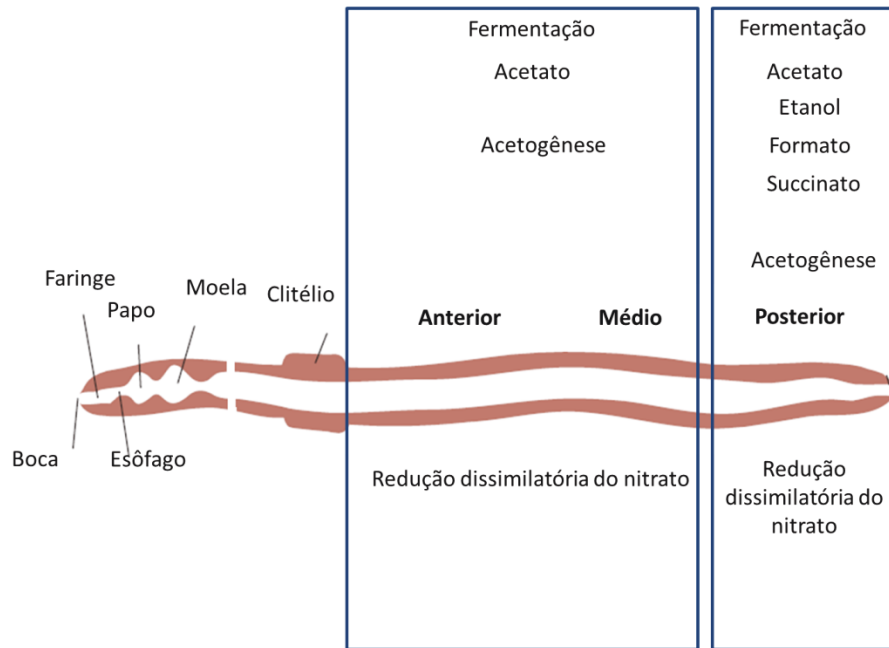 Fermentação
Acetato
Acetogênese
Fermentação
Acetato
Etanol
Formato
Succinato
Acetogênese
Faringe
Papo
Moela
Clitélio
Anterior
Médio
Posterior
Boca
Esôfago
Redução dissimilatória do nitrato
Redução
dissimilatória do
nitrato